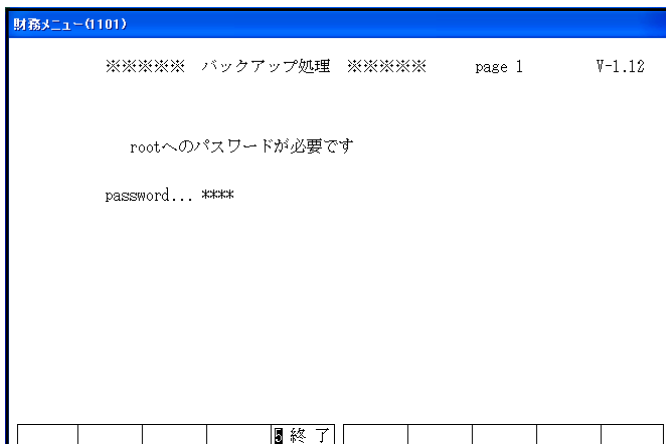 財務メニュー(1101)
※※※※※ バックアップ処理 ※※※※※ page 1 V-1.12
rootへのパスワードが必要です
password... ****
5 終 了